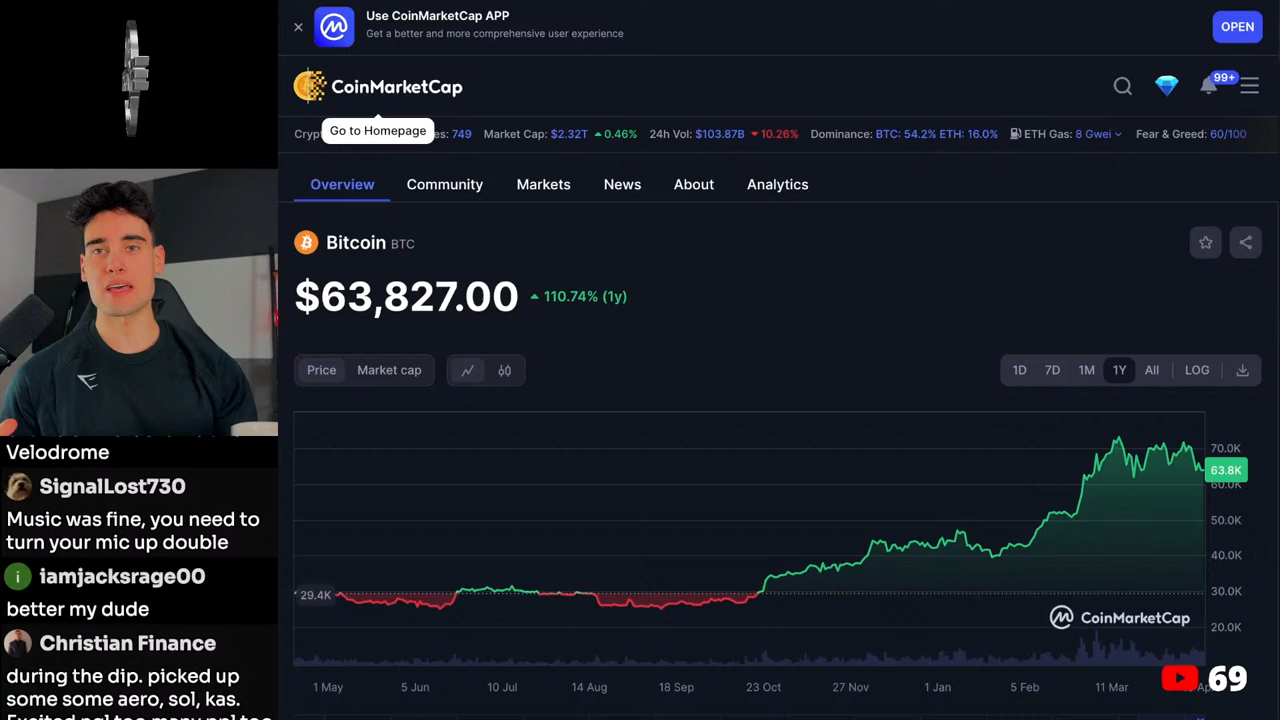 Use CoinMarketCap APP
Get a better and more comprehensive user experience
OPEN
CoinMarketCap
99+
Go to Homepage
749 Market Cap: $2.32T 0.46% 24h Vol: $103.87B 10.26% Dominance: BTC: 54.2% ETH: 16.0% ETH Gas: 8 Gwei Fear & Greed: 60/100
Overview Community Markets News About Analytics
Bitcoin BTC
$63,827.00 110.74% (1y)
Price Market cap
1D 7D 1M 1Y All LOG
70.0K
63.8K
60.0K
50.0K
40.0K
29.4K 30.0K
CoinMarketCap
20.0K
1 May 5 Jun 10 Jul 14 Aug 18 Sep 23 Oct 27 Nov 1 Jan 5 Feb 11 Mar
69
Velodrome
SignalLost730
Music was fine, you need to
turn your mic up double
i iamjacksrage00
better my dude
Christian Finance
during the dip. picked up
some some aero, sol, kas.